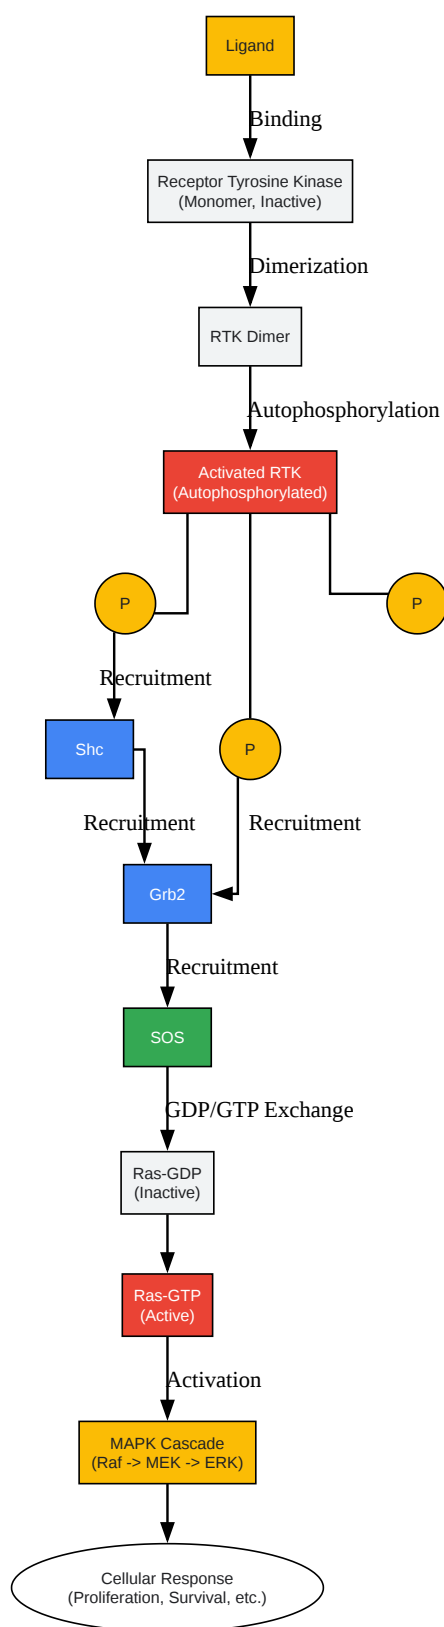 Ligand
Binding
Receptor Tyrosine Kinase
(Monomer, Inactive)
Dimerization
RTK Dimer
Autophosphorylation
Activated RTK
(Autophosphorylated)
P
P
Recruitment
Shc
P
Recruitment
Recruitment
Grb2
Recruitment
SOS
GDP/GTP Exchange
Ras-GDP
(Inactive)
Ras-GTP
(Active)
Activation
MAPK Cascade
(Raf -> MEK -> ERK)
Cellular Response
(Proliferation, Survival, etc.)